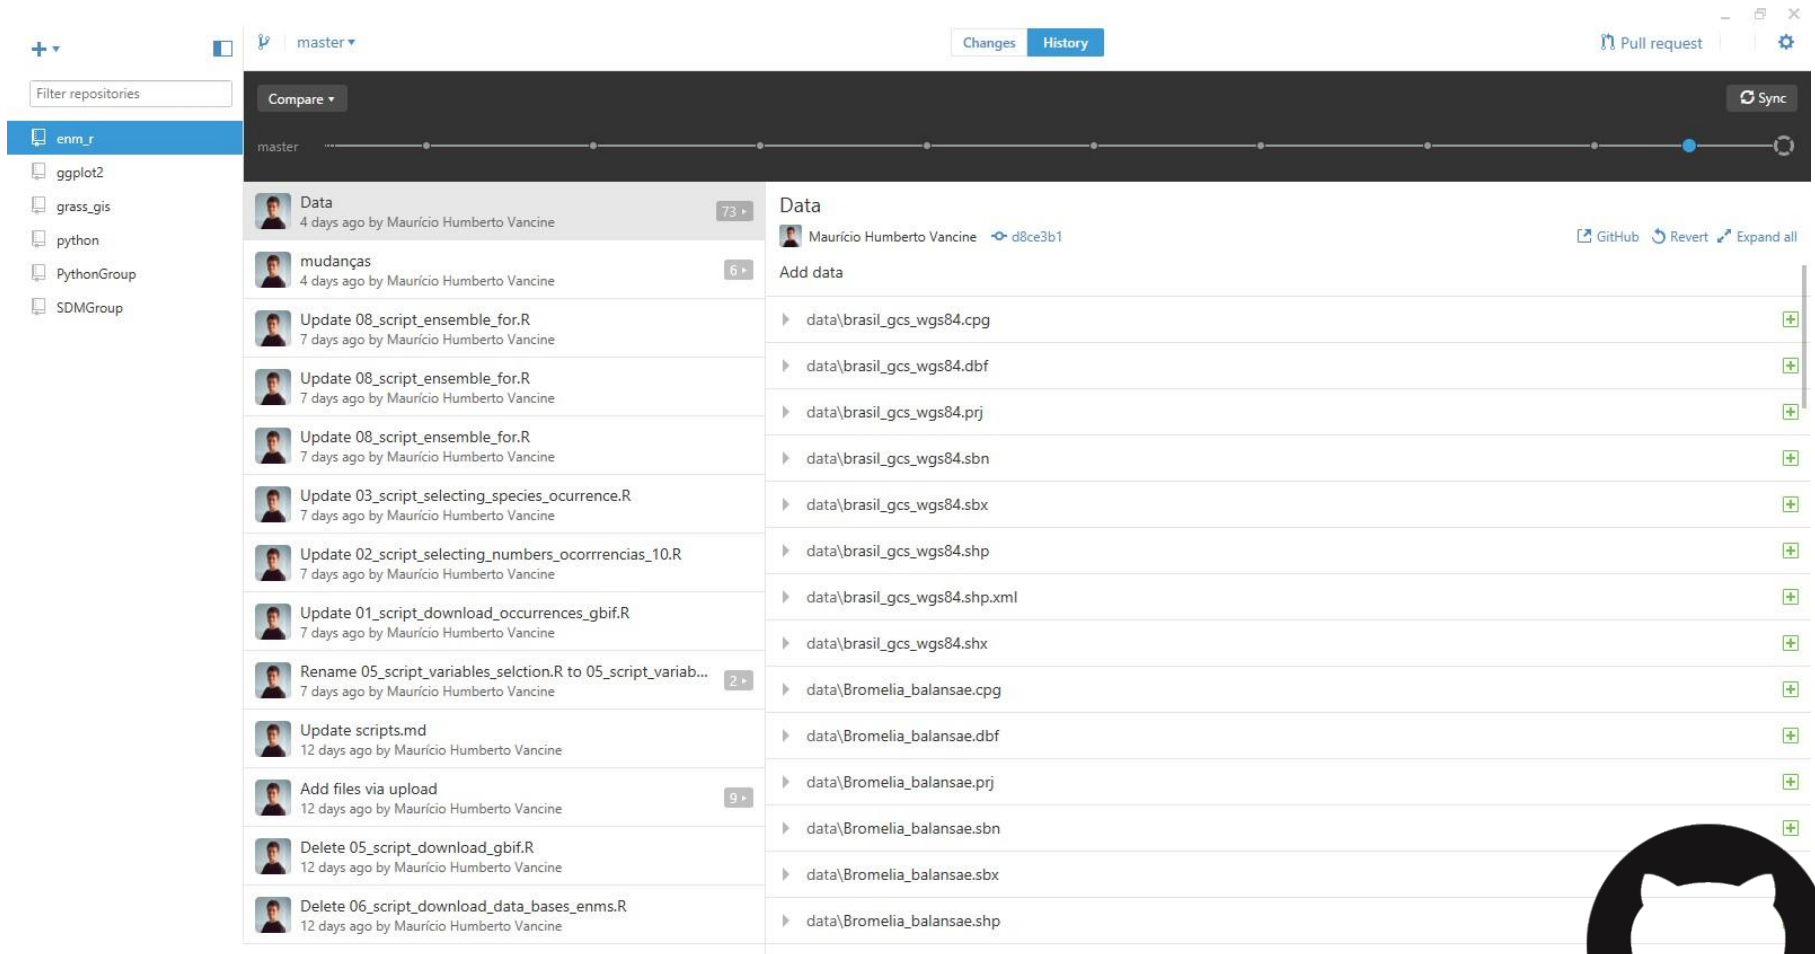 master
Changes
History
Pull request
Filter repositories
enm_r
ggplot2
grass_gis
python
PythonGroup
SDMGroup
Compare
Sync
master
Data
4 days ago by Maurício Humberto Vancine
73
mudanças
4 days ago by Maurício Humberto Vancine
6
Update 08_script_ensemble_for.R
7 days ago by Maurício Humberto Vancine
Update 08_script_ensemble_for.R
7 days ago by Maurício Humberto Vancine
Update 08_script_ensemble_for.R
7 days ago by Maurício Humberto Vancine
Update 03_script_selecting_species_ocurrence.R
7 days ago by Maurício Humberto Vancine
Update 02_script_selecting_numbers_ocorrrencias_10.R
7 days ago by Maurício Humberto Vancine
Update 01_script_download_occurrences_gbif.R
7 days ago by Maurício Humberto Vancine
Rename 05_script_variables_selction.R to 05_script_variab...
7 days ago by Maurício Humberto Vancine
2
Update scripts.md
12 days ago by Maurício Humberto Vancine
Add files via upload
12 days ago by Maurício Humberto Vancine
9
Delete 05_script_download_gbif.R
12 days ago by Maurício Humberto Vancine
Delete 06_script_download_data_bases_enms.R
12 days ago by Maurício Humberto Vancine
Data
Maurício Humberto Vancine d8ce3b1
GitHub Revert Expand all
Add data
data\brasil_gcs_wgs84.cpg
data\brasil_gcs_wgs84.dbf
data\brasil_gcs_wgs84.prj
data\brasil_gcs_wgs84.sbn
data\brasil_gcs_wgs84.sbx
data\brasil_gcs_wgs84.shp
data\brasil_gcs_wgs84.shp.xml
data\brasil_gcs_wgs84.shx
data\Bromelia_balansae.cpg
data\Bromelia_balansae.dbf
data\Bromelia_balansae.prj
data\Bromelia_balansae.sbn
data\Bromelia_balansae.sbx
data\Bromelia_balansae.shp